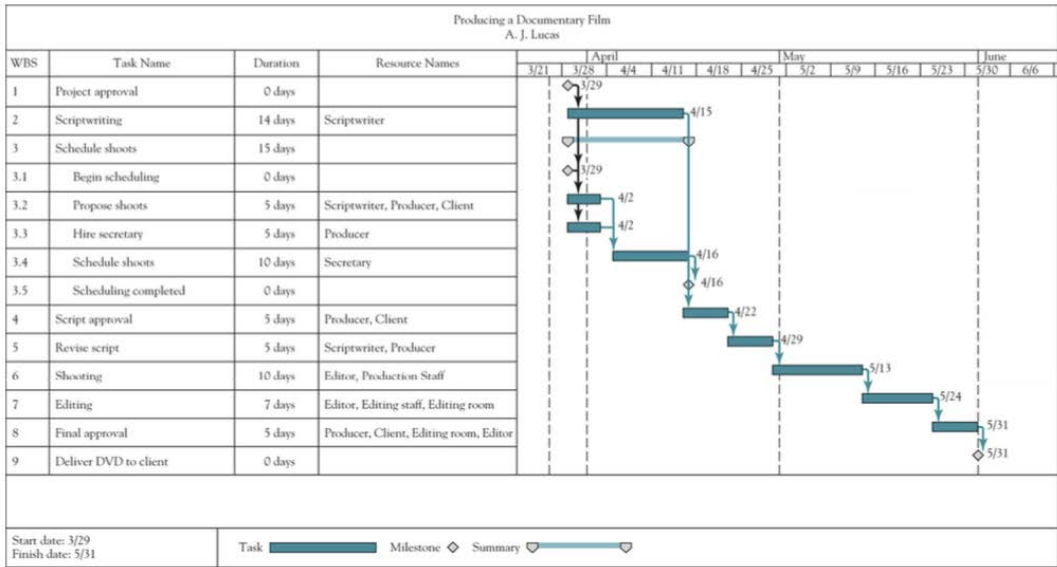 Producing a Documentary Film
A. J. Lucas
WBS Task Name Duration Resource Names
April May June
3/21 3/28 4/4 4/11 4/18 4/25 5/2 5/9 5/16 5/23 5/30 6/6
1 Project approval 0 days 3/29
2 Scriptwriting 14 days Scriptwriter 4/15
3 Schedule shoots 15 days
3.1 Begin scheduling 0 days 3/29
3.2 Propose shoots 5 days Scriptwriter, Producer, Client 4/2
3.3 Hire secretary 5 days Producer 4/2
3.4 Schedule shoots 10 days Secretary 4/16
3.5 Scheduling completed 0 days 4/16
4 Script approval 5 days Producer, Client 4/22
5 Revise script 5 days Scriptwriter, Producer 4/29
6 Shooting 10 days Editor, Production Staff 5/13
7 Editing 7 days Editor, Editing staff, Editing room 5/24
8 Final approval 5 days Producer, Client, Editing room, Editor 5/31
9 Deliver DVD to client 0 days 5/31
Start date: 3/29
Finish date: 5/31
Task Milestone Summary